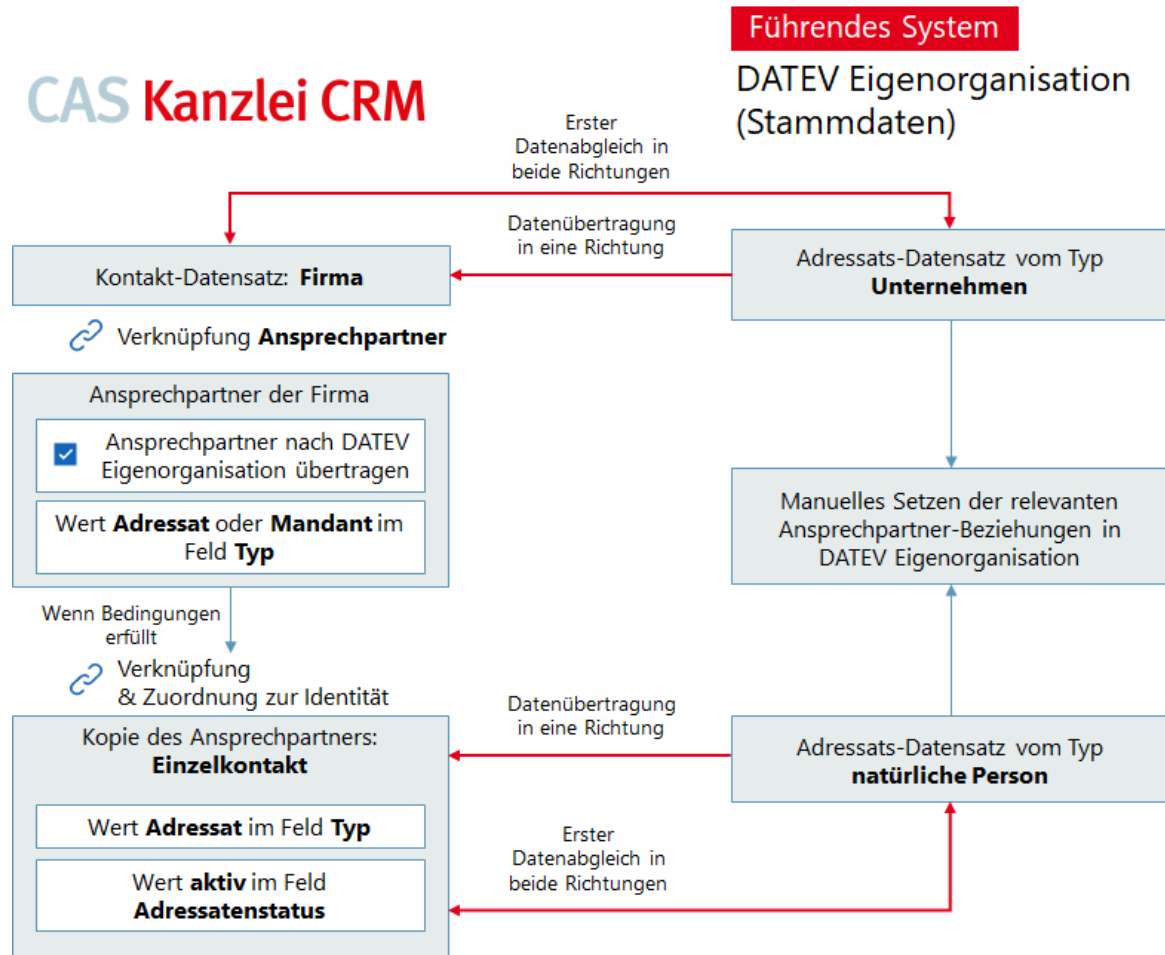 Führendes System
CAS Kanzlei CRM
DATEV Eigenorganisation
(Stammdaten)
Erster
Datenabgleich in
beide Richtungen
Datenübertragung
in eine Richtung
Kontakt-Datensatz: Firma
Adressats-Datensatz vom Typ
Unternehmen
Verknüpfung Ansprechpartner
Ansprechpartner der Firma
Ansprechpartner nach DATEV
Eigenorganisation übertragen
Wert Adressat oder Mandant im
Feld Typ
Manuelles Setzen der relevanten
Ansprechpartner-Beziehungen in
DATEV Eigenorganisation
Wenn Bedingungen
erfüllt
Verknüpfung
& Zuordnung zur Identität
Datenübertragung
in eine Richtung
Kopie des Ansprechpartners:
Einzelkontakt
Adressats-Datensatz vom Typ
natürliche Person
Wert Adressat im Feld Typ
Erster
Datenabgleich in
beide Richtungen
Wert aktiv im Feld
Adressatenstatus